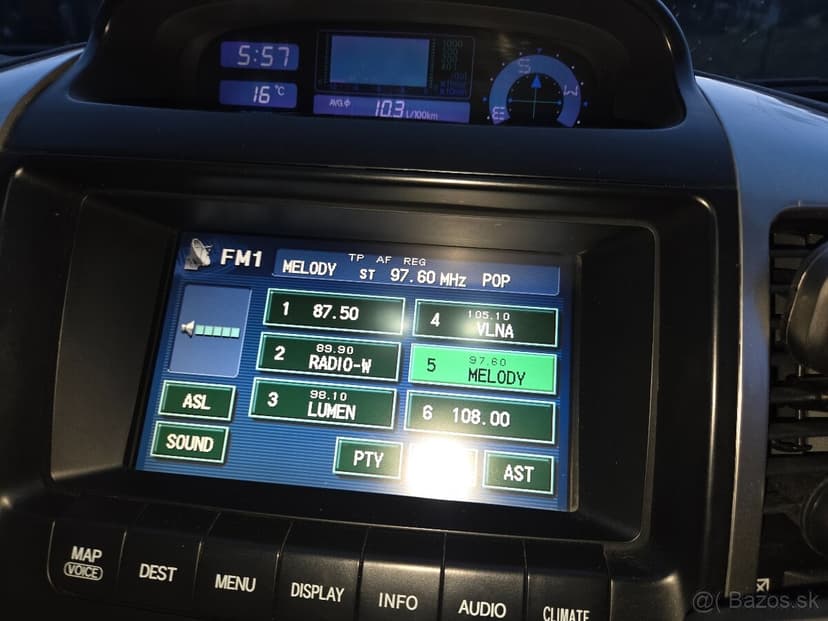 5:57
16 °C
AVG.
10.3 L/100km
S
W
E
FM1
TP AF REG
MELODY ST 97.60 MHz POP
1 87.50
4 105.10 VLNA
2 89.90 RADIO-W
5 97.60 MELODY
3 98.10 LUMEN
6 108.00
ASL
SOUND
PTY
AST
MAP
VOICE
DEST
MENU
DISPLAY
INFO
AUDIO
CLIMATE
Bazos.sk